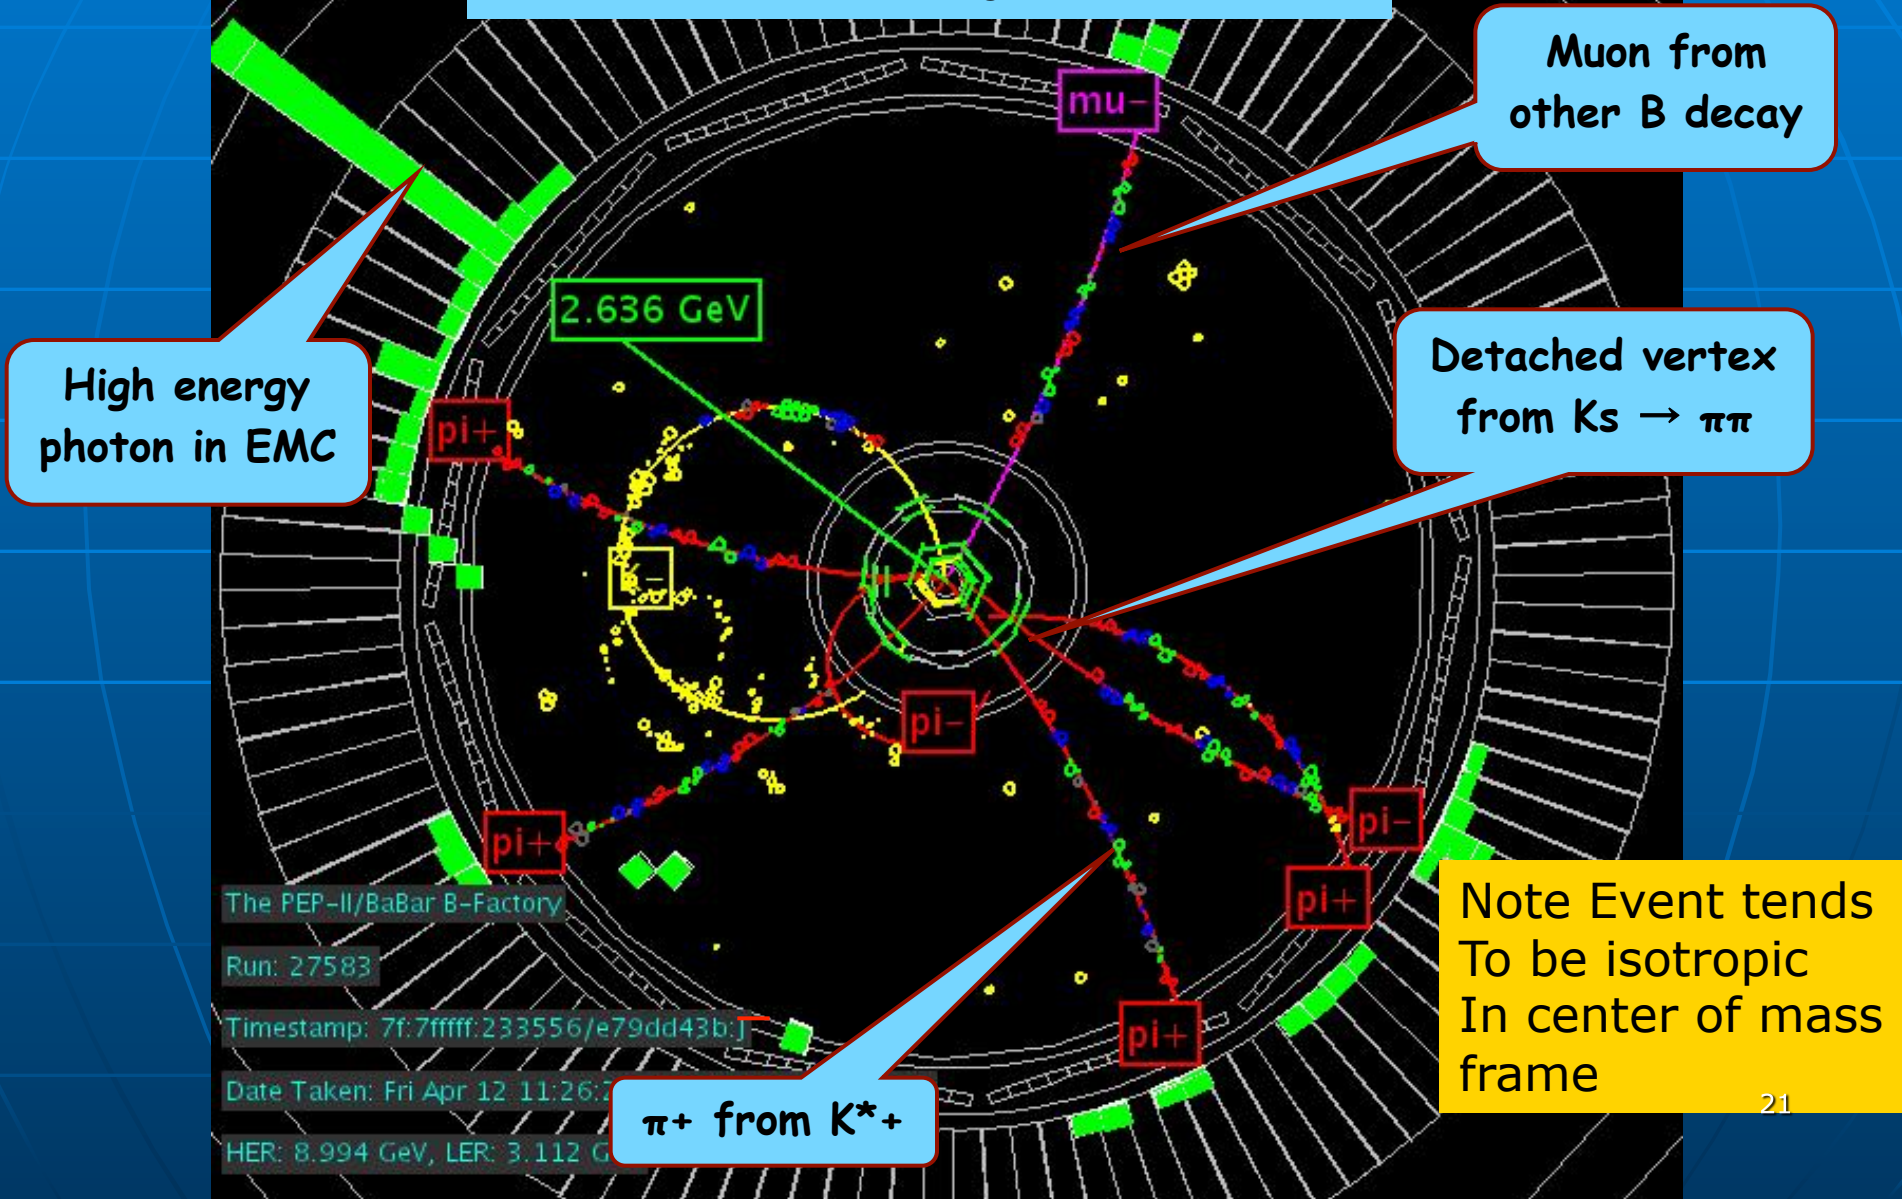 Muon from
other B decay
mu-
2.636 GeV
High energy
photon in EMC
Detached vertex
from Ks → ππ
pi+
K-
pi-
pi+
pi-
pi+
pi+
The PEP-II/BaBar B-Factory
Run: 27583
Timestamp: 7f:7fffff:233556/e79dd43b:J
Date Taken: Fri Apr 12 11:26:
HER: 8.994 GeV, LER: 3.112 G
π+ from K*+
Note Event tends
To be isotropic
In center of mass
frame
21